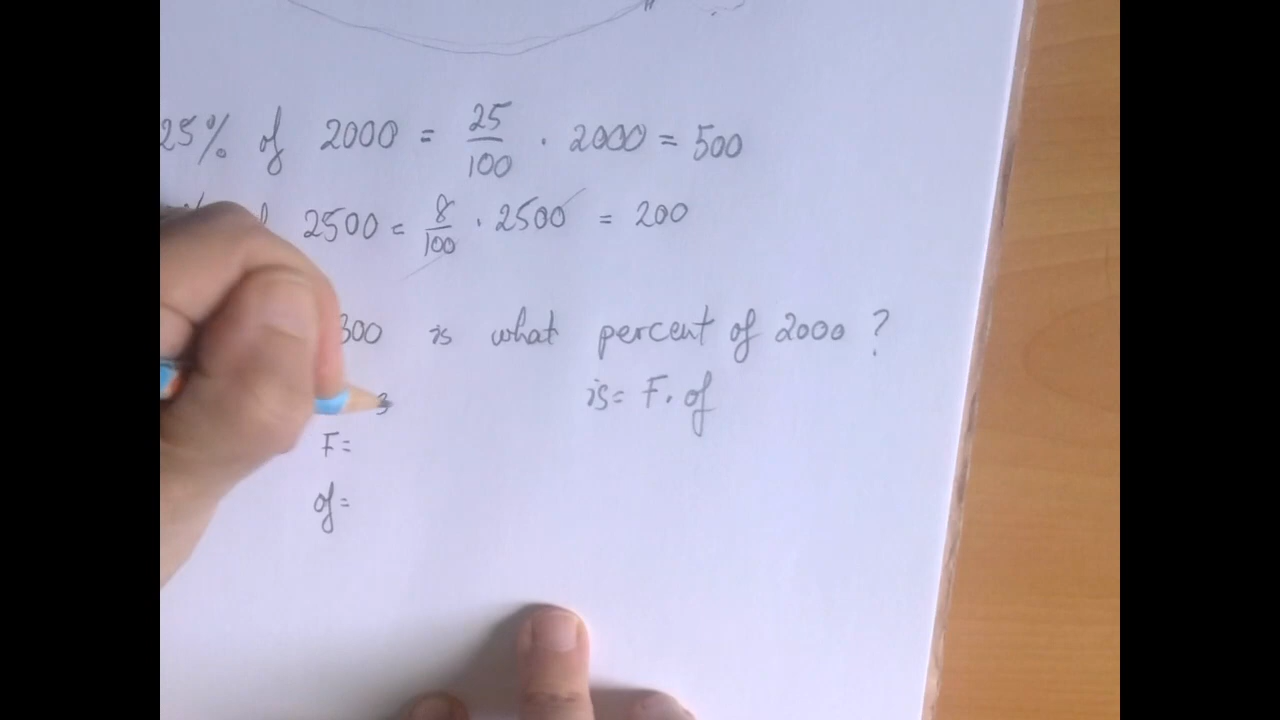 25% of 2000 = 25/100 · 2000 = 500
2500 = 8/100 · 2500 = 200
300 is what percent of 2000 ?
is = F. of
3
F =
of =